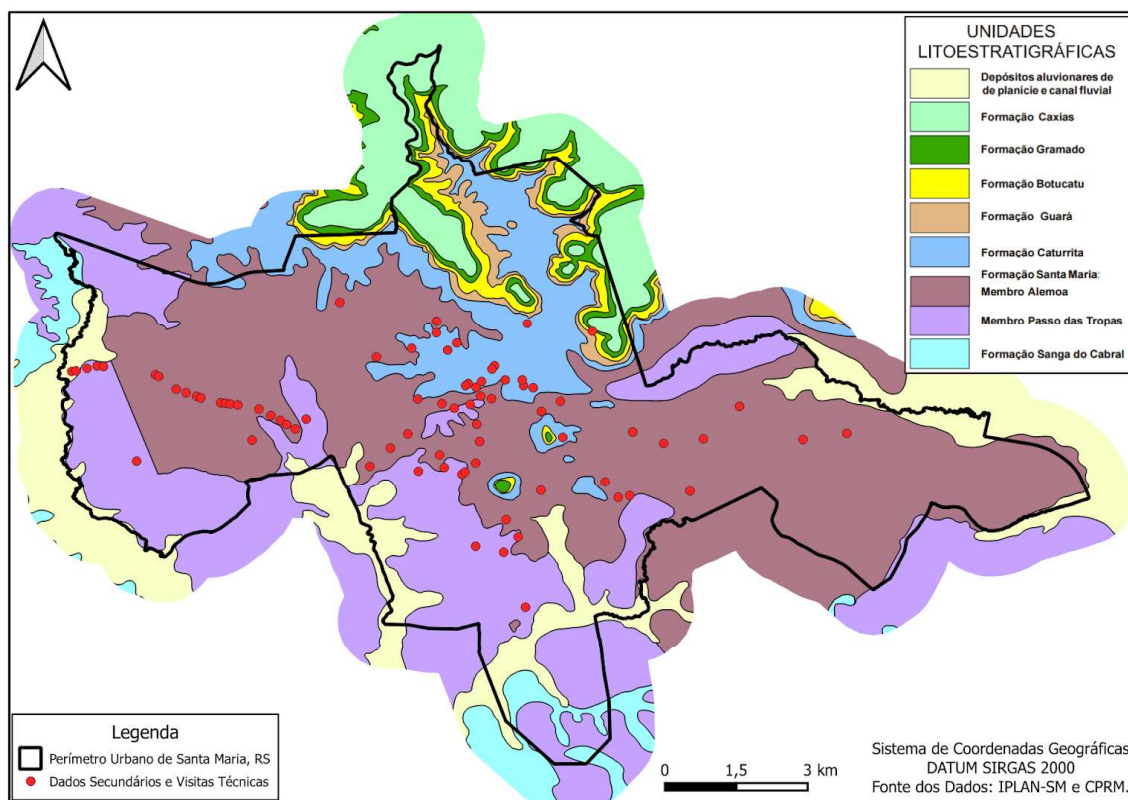 UNIDADES
LITOESTRATIGRÁFICAS
Depósitos aluvionares de
de planície e canal fluvial
Formação Caxias
Formação Gramado
Formação Botucatu
Formação Guará
Formação Caturrita
Formação Santa Maria:
Membro Alemoa
Membro Passo das Tropas
Formação Sanga do Cabral
Legenda
Perímetro Urbano de Santa Maria, RS
Dados Secundários e Visitas Técnicas
0 1,5 3 km
Sistema de Coordenadas Geográficas
DATUM SIRGAS 2000
Fonte dos Dados: IPLAN-SM e CPRM.